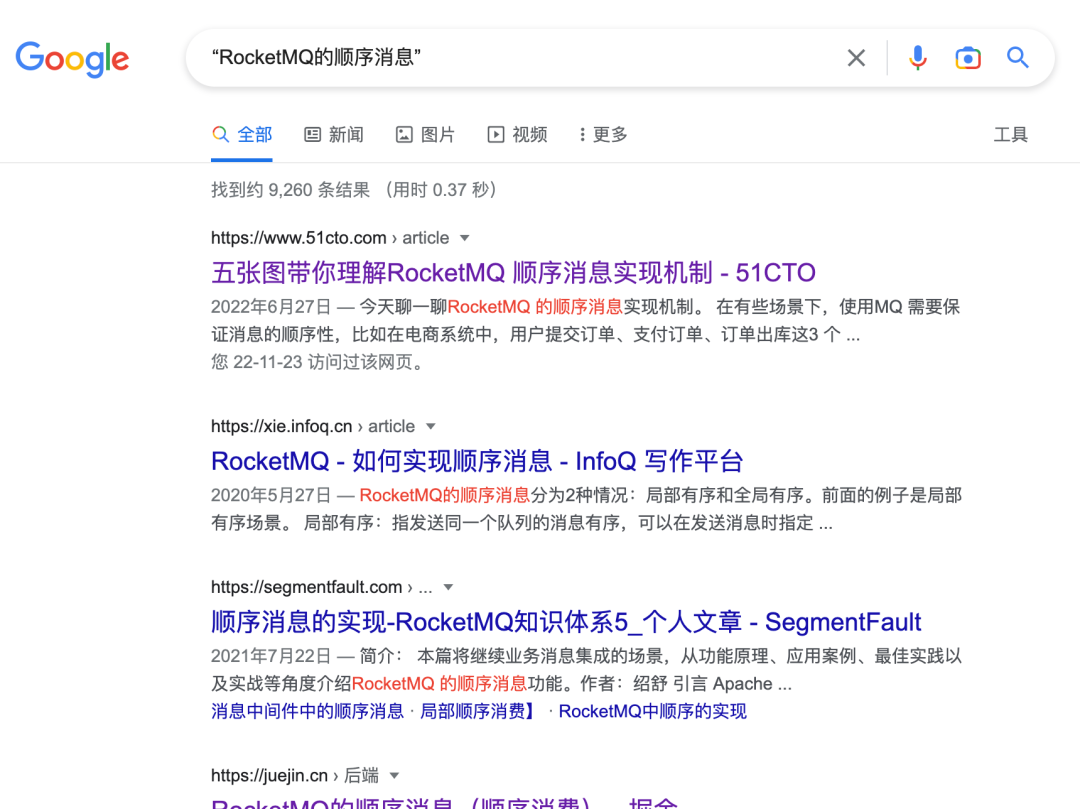 Google
“RocketMQ的顺序消息”
全部 新闻 图片 视频 更多 工具
找到约 9,260 条结果 （用时 0.37 秒）
https://www.51cto.com › article
五张图带你理解RocketMQ 顺序消息实现机制 - 51CTO
2022年6月27日 — 今天聊一聊RocketMQ 的顺序消息实现机制。 在有些场景下，使用MQ 需要保
证消息的顺序性，比如在电商系统中，用户提交订单、支付订单、订单出库这3 个 ...
您 22-11-23 访问过该网页。
https://xie.infoq.cn › article
RocketMQ - 如何实现顺序消息 - InfoQ 写作平台
2020年5月27日 — RocketMQ的顺序消息分为2种情况：局部有序和全局有序。前面的例子是局部
有序场景。 局部有序：指发送同一个队列的消息有序，可以在发送消息时指定 ...
https://segmentfault.com › ...
顺序消息的实现-RocketMQ知识体系5_个人文章 - SegmentFault
2021年7月22日 — 简介： 本篇将继续业务消息集成的场景，从功能原理、应用案例、最佳实践以
及实战等角度介绍RocketMQ 的顺序消息功能。作者：绍舒 引言 Apache ...
消息中间件中的顺序消息 · 局部顺序消费】 · RocketMQ中顺序的实现
https://juejin.cn › 后端
RocketMQ的顺序消息（顺序消费） - 掘金